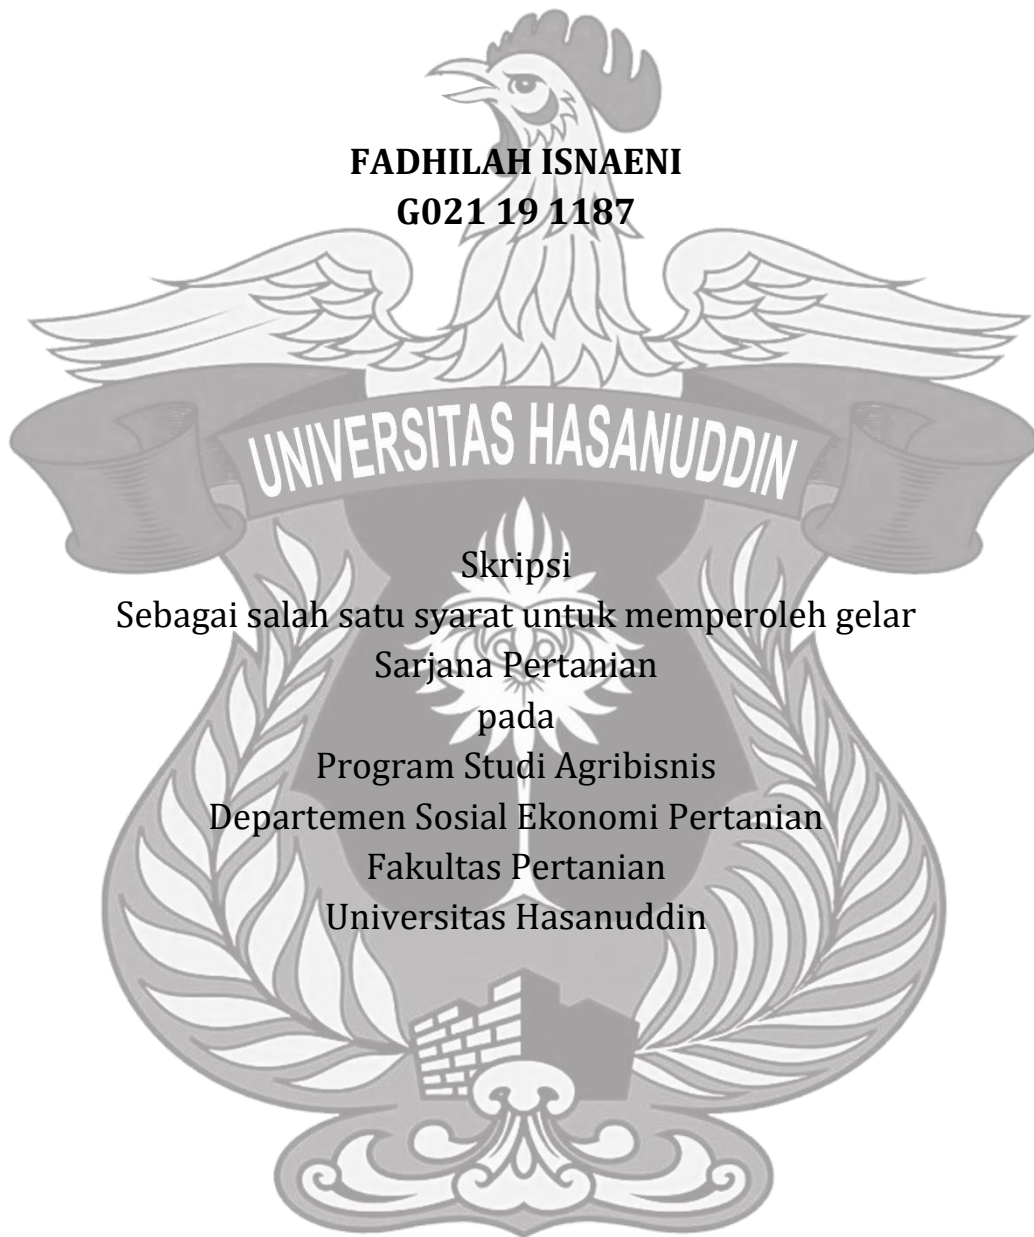 FADHILAH ISNAENI
G021 19 1187
UNIVERSITAS HASANUDDIN
Skripsi
Sebagai salah satu syarat untuk memperoleh gelar
Sarjana Pertanian
pada
Program Studi Agribisnis
Departemen Sosial Ekonomi Pertanian
Fakultas Pertanian
Universitas Hasanuddin